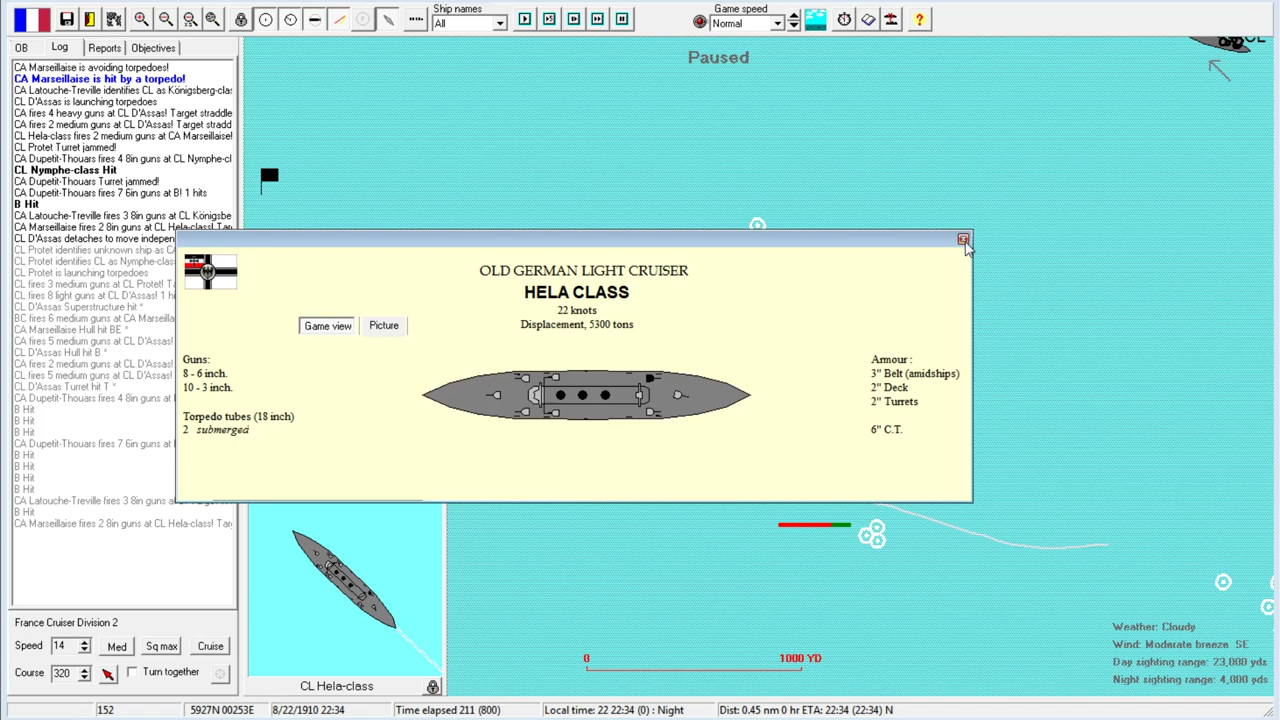 Ship names
All
Game speed
Normal
?
OB
Log
Reports
Objectives
Paused
CL
CA Marseillaise is avoiding torpedoes!
CA Marseillaise is hit by a torpedo!
CA Latouche-Treville identifies CL as Königsberg-clas
CL D'Assas is launching torpedoes
CA fires 4 heavy guns at CL D'Assas! Target straddle
CA fires 2 medium guns at CL D'Assas! Target stradd
CL Hela-class fires 2 medium guns at CA Marseillaise!
CL Protet Turret jammed!
CA Dupetit-Thouars fires 4 8in guns at CL Nymphe-cl
CL Nymphe-class Hit
CA Dupetit-Thouars Turret jammed!
CA Dupetit-Thouars fires 7 6in guns at B! 1 hits
B Hit
CA Latouche-Treville fires 3 8in guns at CL Königsbe
CA Marseillaise fires 2 8in guns at CL Hela-class! Targ
CL D'Assas detaches to move indepen
CL Protet identifies unknown ship as CA
CL Protet identifies CL as Nymphe-clas
CL Protet is launching torpedoes
CL fires 3 medium guns at CL Protet! T
CL fires 8 light guns at CL D'Assas! 1 hi
CL D'Assas Superstructure hit *
BC fires 6 medium guns at CA Marseill
CA Marseillaise Hull hit BE *
CA fires 5 medium guns at CL D'Assas!
CL D'Assas Hull hit B *
CA fires 2 medium guns at CL D'Assas!
CL fires 5 medium guns at CL D'Assas!
CL D'Assas Turret hit T *
CA Dupetit-Thouars fires 4 8in guns at
B Hit
B Hit
B Hit
CA Dupetit-Thouars fires 7 6in guns at
B Hit
B Hit
B Hit
B Hit
CA Latouche-Treville fires 3 8in guns at
B Hit
CA Marseillaise fires 2 8in guns at CL Hela-class! Targ
OLD GERMAN LIGHT CRUISER
HELA CLASS
22 knots
Displacement, 5300 tons
Game view
Picture
Guns:
8 - 6 inch.
10 - 3 inch.
Torpedo tubes (18 inch)
2 submerged
Armour :
3" Belt (amidships)
2" Deck
2" Turrets
6" C.T.
France Cruiser Division 2
Speed 14 Med Sq max Cruise
Course 320 Turn together
CL Hela-class
0 1000 YD
Weather: Cloudy
Wind: Moderate breeze SE
Day sighting range: 23,000 yds
Night sighting range: 4,000 yds
152 5927N 00253E 8/22/1910 22:34 Time elapsed 211 (800) Local time: 22 22:34 (0) : Night Dist: 0.45 nm 0 hr ETA: 22:34 (22:34) N